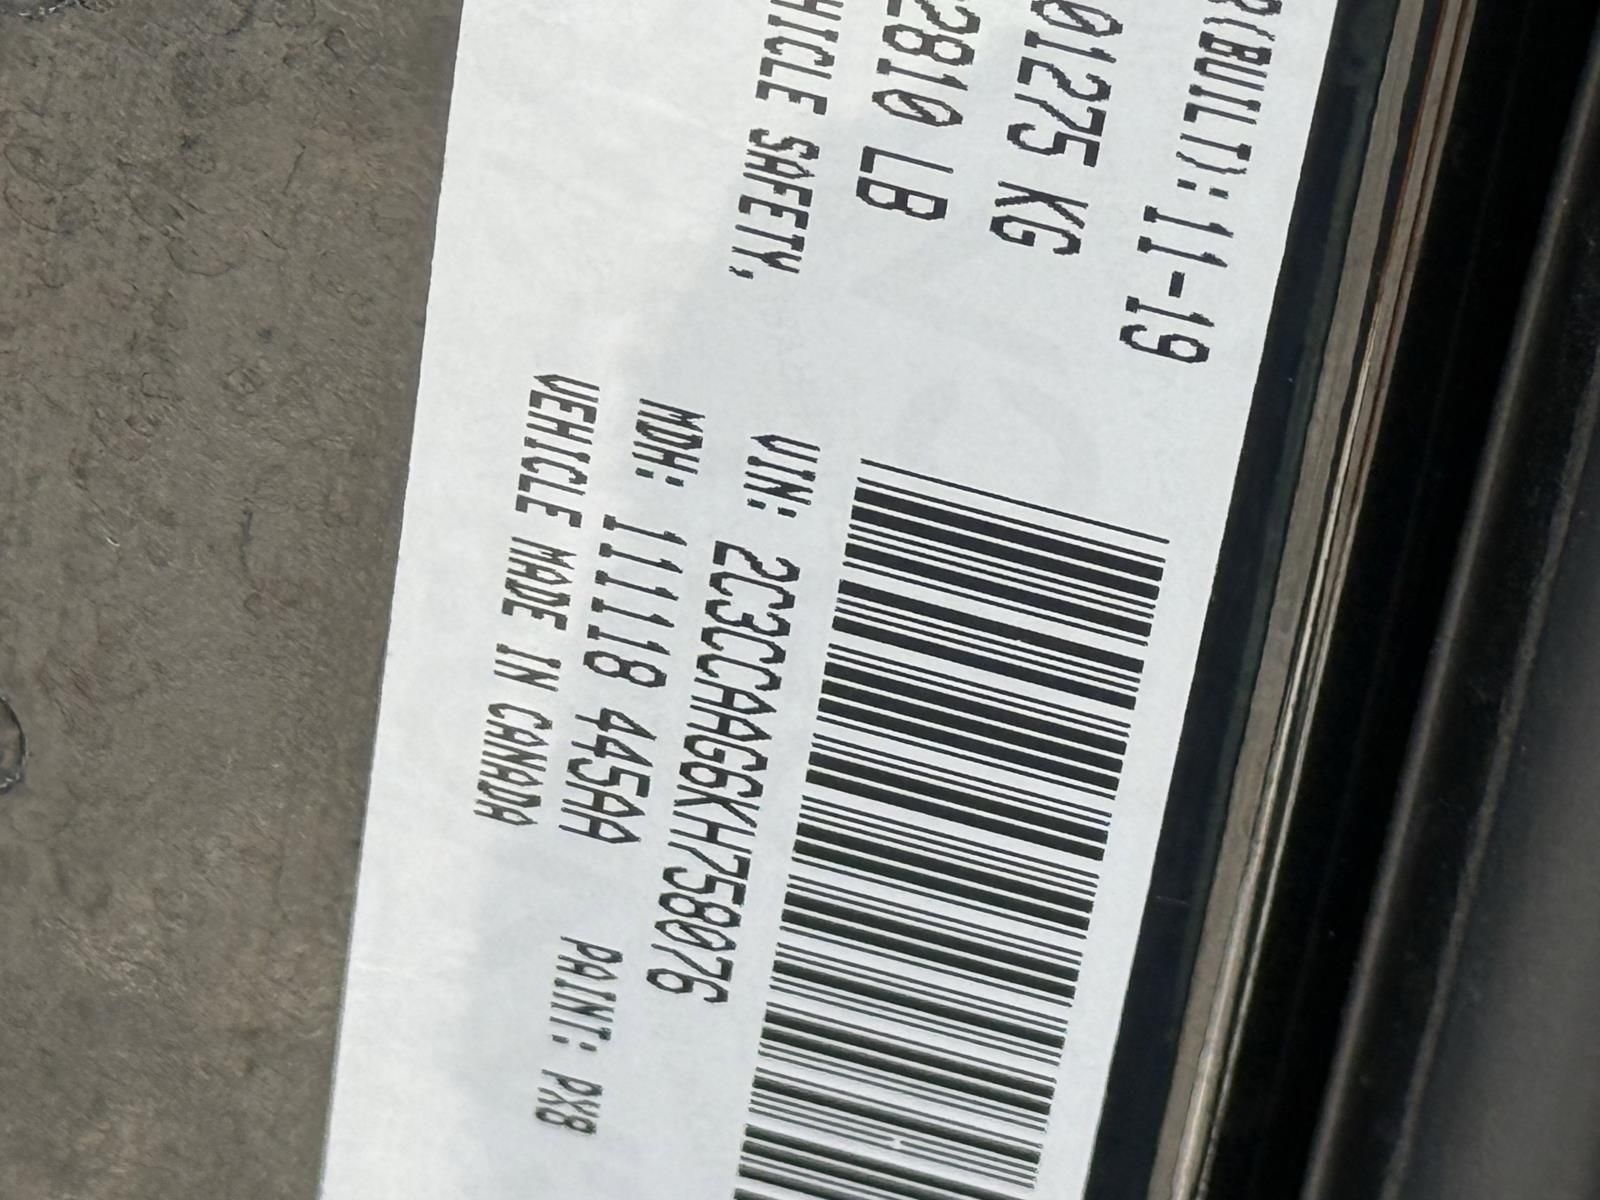 (BUILT): 11-19
01275 KG
2810 LB
HICLE SAFETY,
VIN: 2C3CCAAG6KH758076
MDH: 111118 445AA PAINT: PX8
VEHICLE MADE IN CANADA